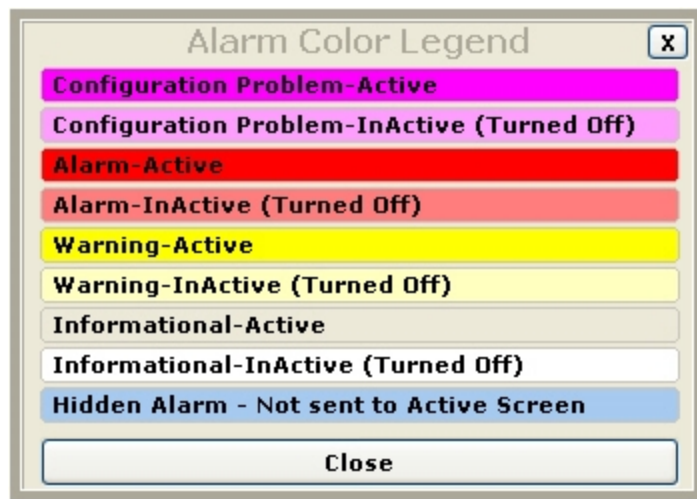 Alarm Color Legend
X
Configuration Problem-Active
Configuration Problem-InActive (Turned Off)
Alarm-Active
Alarm-InActive (Turned Off)
Warning-Active
Warning-InActive (Turned Off)
Informational-Active
Informational-InActive (Turned Off)
Hidden Alarm - Not sent to Active Screen
Close